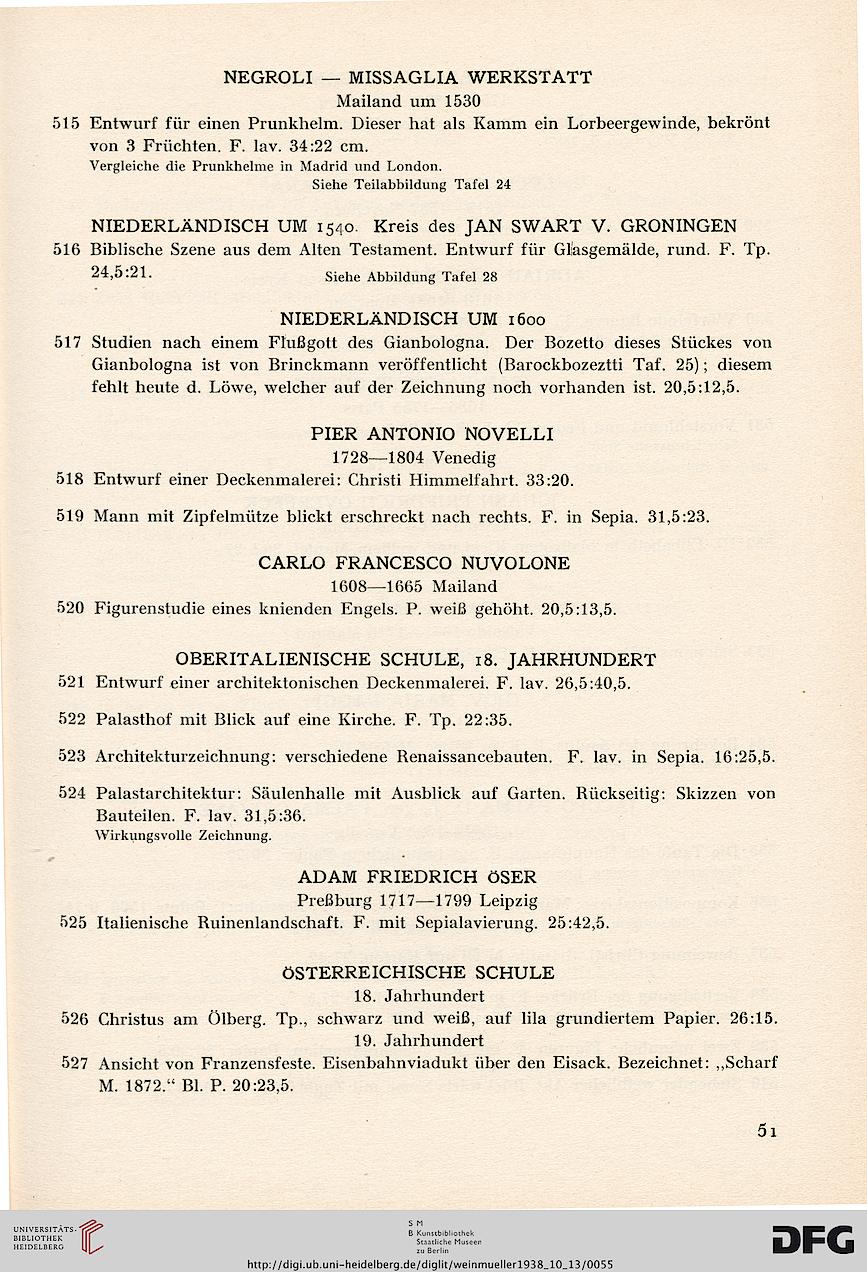 NEGROLI — MISSAGLIA WERKSTATT
Mailand um 1530
515 Entwurf für einen Prunkhelm. Dieser hat als Kamm ein Lorbeergewinde, bekrönt
von 3 Früchten. F. lav. 34:22 cm.
Vergleiche die Prunkhelme in Madrid und London.
Siehe Teilabbildung Tafel 24
NIEDERLÄNDISCH UM 1540. Kreis des JAN SWART V. GRONINGEN
516 Biblische Szene aus dem Alten Testament. Entwurf für Glasgemälde, rund. F. Tp.
24,5:21. Siehe Abbildung Tafel 28
NIEDERLÄNDISCH UM 1600
517 Studien nach einem Flußgott des Gianbologna. Der Bozetto dieses Stückes von
Gianbologna ist von Brinckmann veröffentlicht (Barockbozeztti Taf. 25); diesem
fehlt heute d. Löwe, welcher auf der Zeichnung noch vorhanden ist. 20,5:12,5.
PIER ANTONIO NOVELLI
1728—1804 Venedig
518 Entwurf einer Deckenmalerei: Christi Himmelfahrt. 33:20.
519 Mann mit Zipfelmütze blickt erschreckt nach rechts. F. in Sepia. 31,5:23.
CARLO FRANCESCO NUVOLONE
1608—1665 Mailand
520 Figurenstudie eines knienden Engels. P. weiß gehöht. 20,5:13,5.
OBERITALIENISCHE SCHULE, 18. JAHRHUNDERT
521 Entwurf einer architektonischen Deckenmalerei. F. lav. 26,5:40,5.
522 Palasthof mit Blick auf eine Kirche. F. Tp. 22:35.
523 Architekturzeichnung: verschiedene Renaissancebauten. F. lav. in Sepia. 16:25,5.
524 Palastarchitektur: Säulenhalle mit Ausblick auf Garten. Rückseitig: Skizzen von
Bauteilen. F. lav. 31,5:36.
Wirkungsvolle Zeichnung.
ADAM FRIEDRICH ÖSER
Preßburg 1717—1799 Leipzig
525 Italienische Ruinenlandschaft. F. mit Sepialavierung. 25:42,5.
ÖSTERREICHISCHE SCHULE
18. Jahrhundert
526 Christus am Ölberg. Tp., schwarz und weiß, auf lila grundiertem Papier. 26:15.
19. Jahrhundert
527 Ansicht von Franzensfeste. Eisenbahnviadukt über den Eisack. Bezeichnet: „Scharf
M. 1872.“ Bl. P. 20:23,5.
51
UNIVERSITÄTS-
BIBLIOTHEK
HEIDELBERG
S M
B Kunstbibliothek
Staatliche Museen
zu Berlin
DFG
http://digi.ub.uni-heidelberg.de/diglit/weinmueller1938_10_13/0055